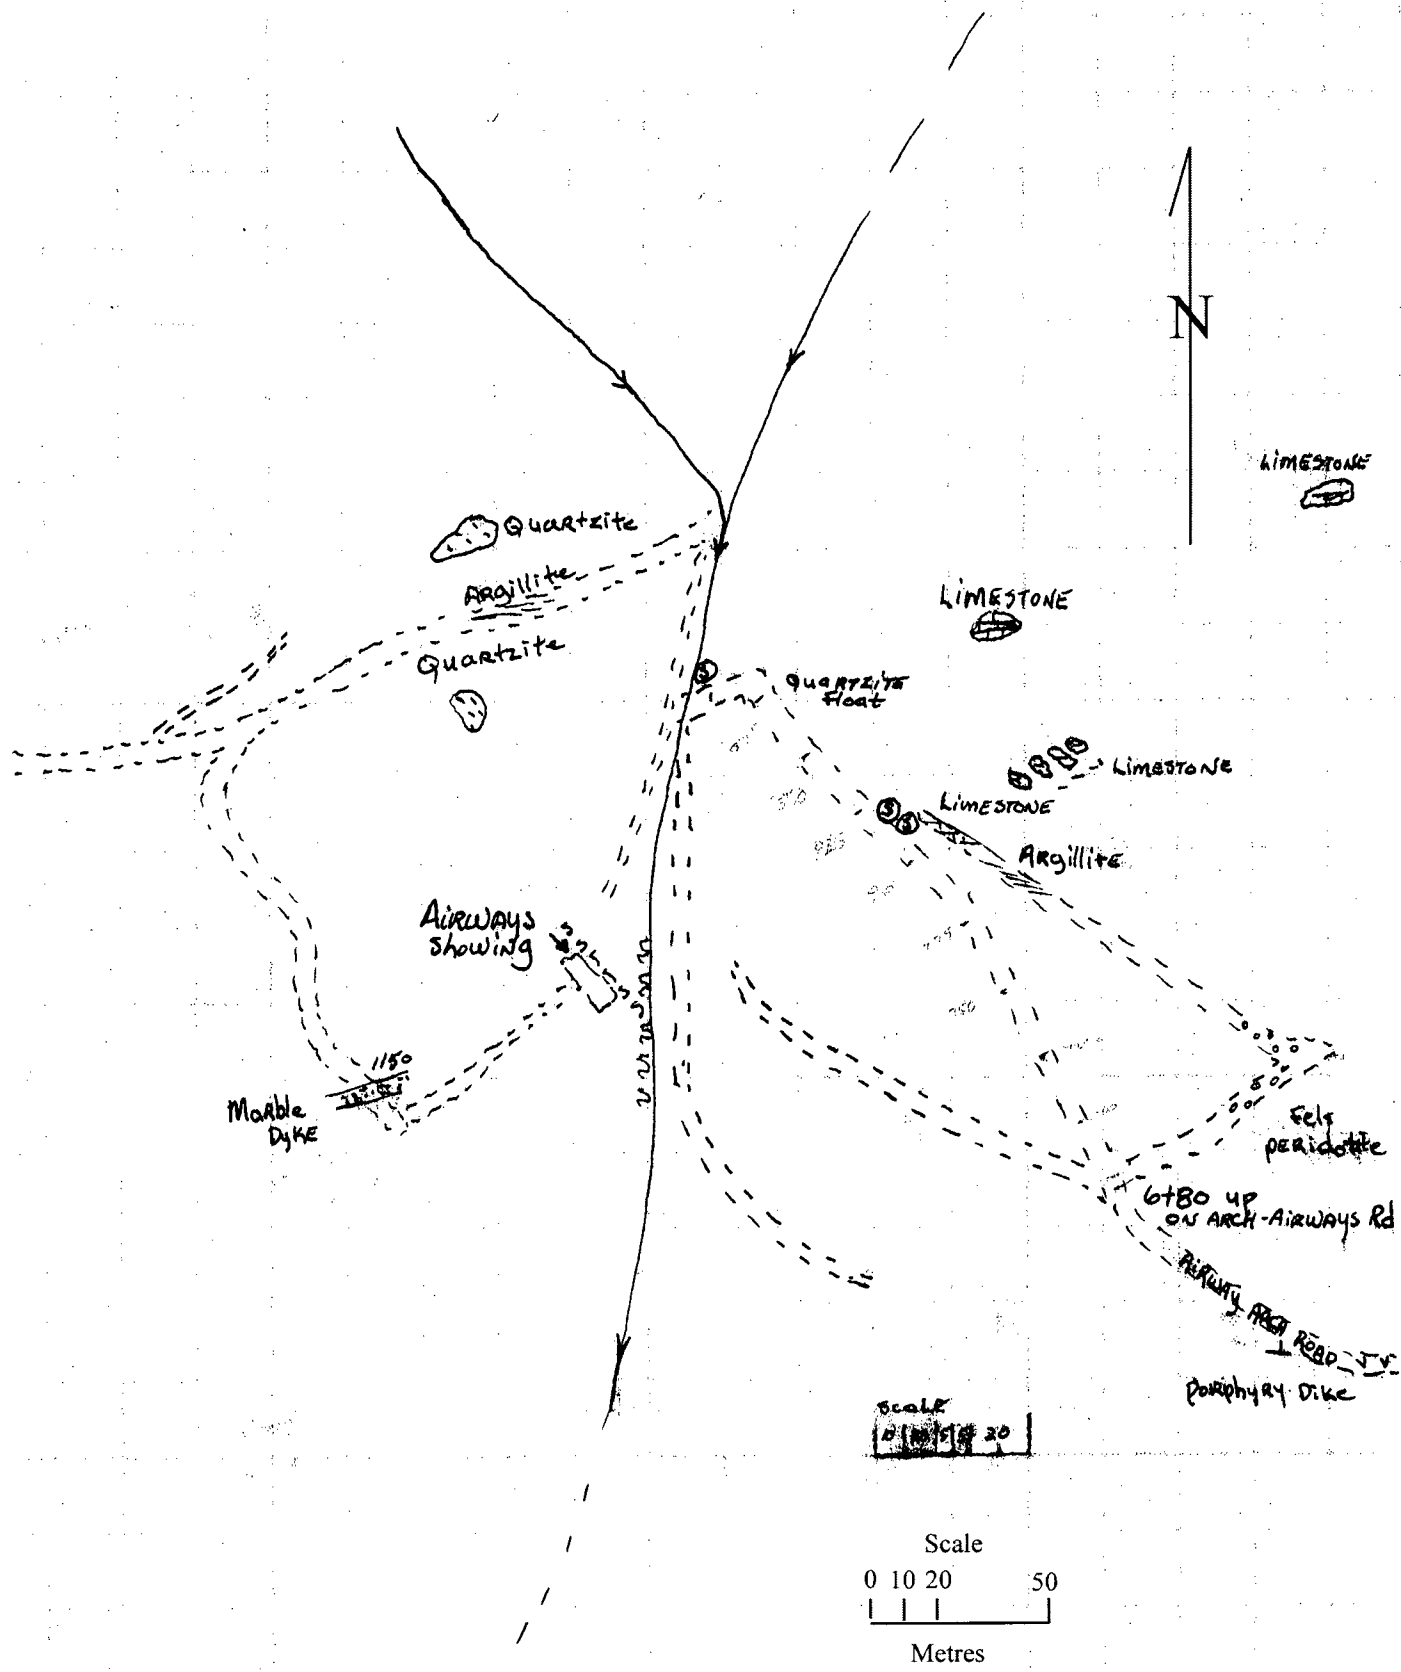 N
LIMESTONE
Quartzite
Argillite
LIMESTONE
Quartzite
S
QUARTZITE
Float
LIMESTONE
S
S
LIMESTONE
Argillite
AIRWAYS
showing
1150
Marble
DYKE
Fels
PERIDOTITE
6+80 up
ON ARCH-AIRWAYS Rd
AIRWAY ARCH ROAD
Porphyry Dike
SCALE
20
Scale
0 10 20 50
Metres